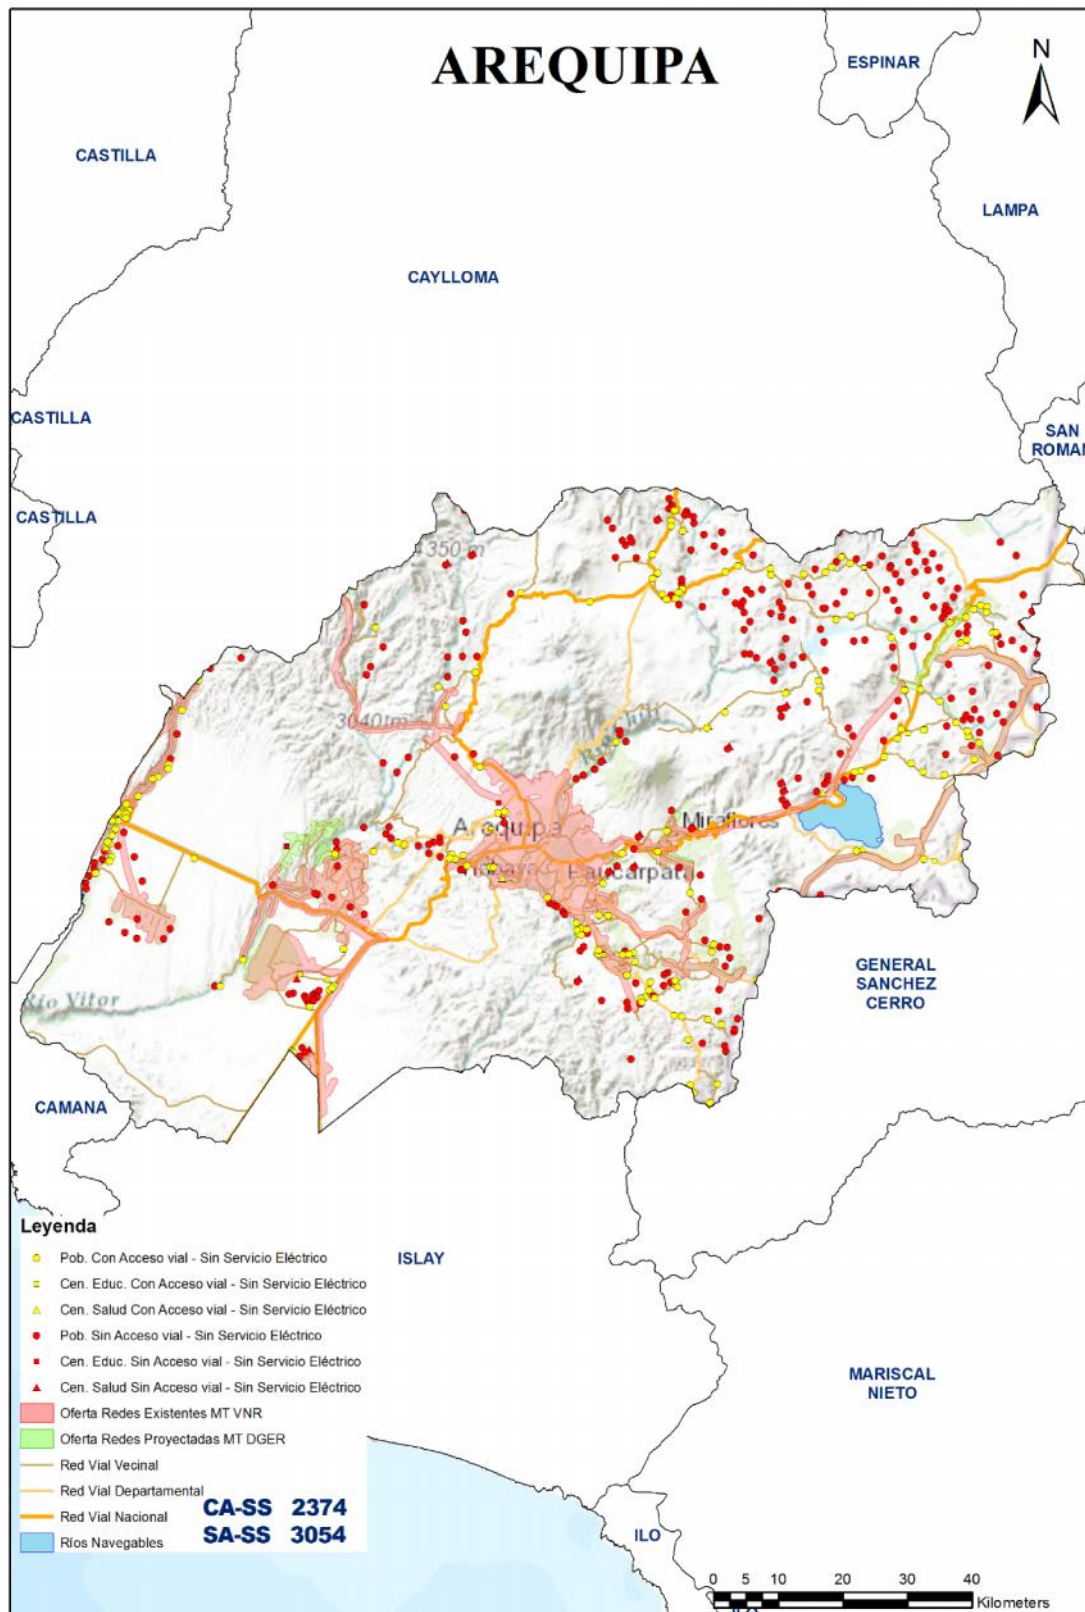 AREQUIPA
N
ESPINAR
CASTILLA
LAMPA
CAYLLOMA
CASTILLA
SAN
ROMAN
CASTILLA
4350 m
3040 m
Arequipa
Miraflores
Paucarpata
Río Vitor
GENERAL
SANCHEZ
CERRO
CAMANA
Leyenda
Pob. Con Acceso vial - Sin Servicio Eléctrico
Cen. Educ. Con Acceso vial - Sin Servicio Eléctrico
Cen. Salud Con Acceso vial - Sin Servicio Eléctrico
Pob. Sin Acceso vial - Sin Servicio Eléctrico
Cen. Educ. Sin Acceso vial - Sin Servicio Eléctrico
Cen. Salud Sin Acceso vial - Sin Servicio Eléctrico
Oferta Redes Existentes MT VNR
Oferta Redes Proyectadas MT DGER
Red Vial Vecinal
Red Vial Departamental
Red Vial Nacional
Ríos Navegables
CA-SS 2374
SA-SS 3054
ISLAY
MARISCAL
NIETO
ILO
0 5 10 20 30 40
Kilometers